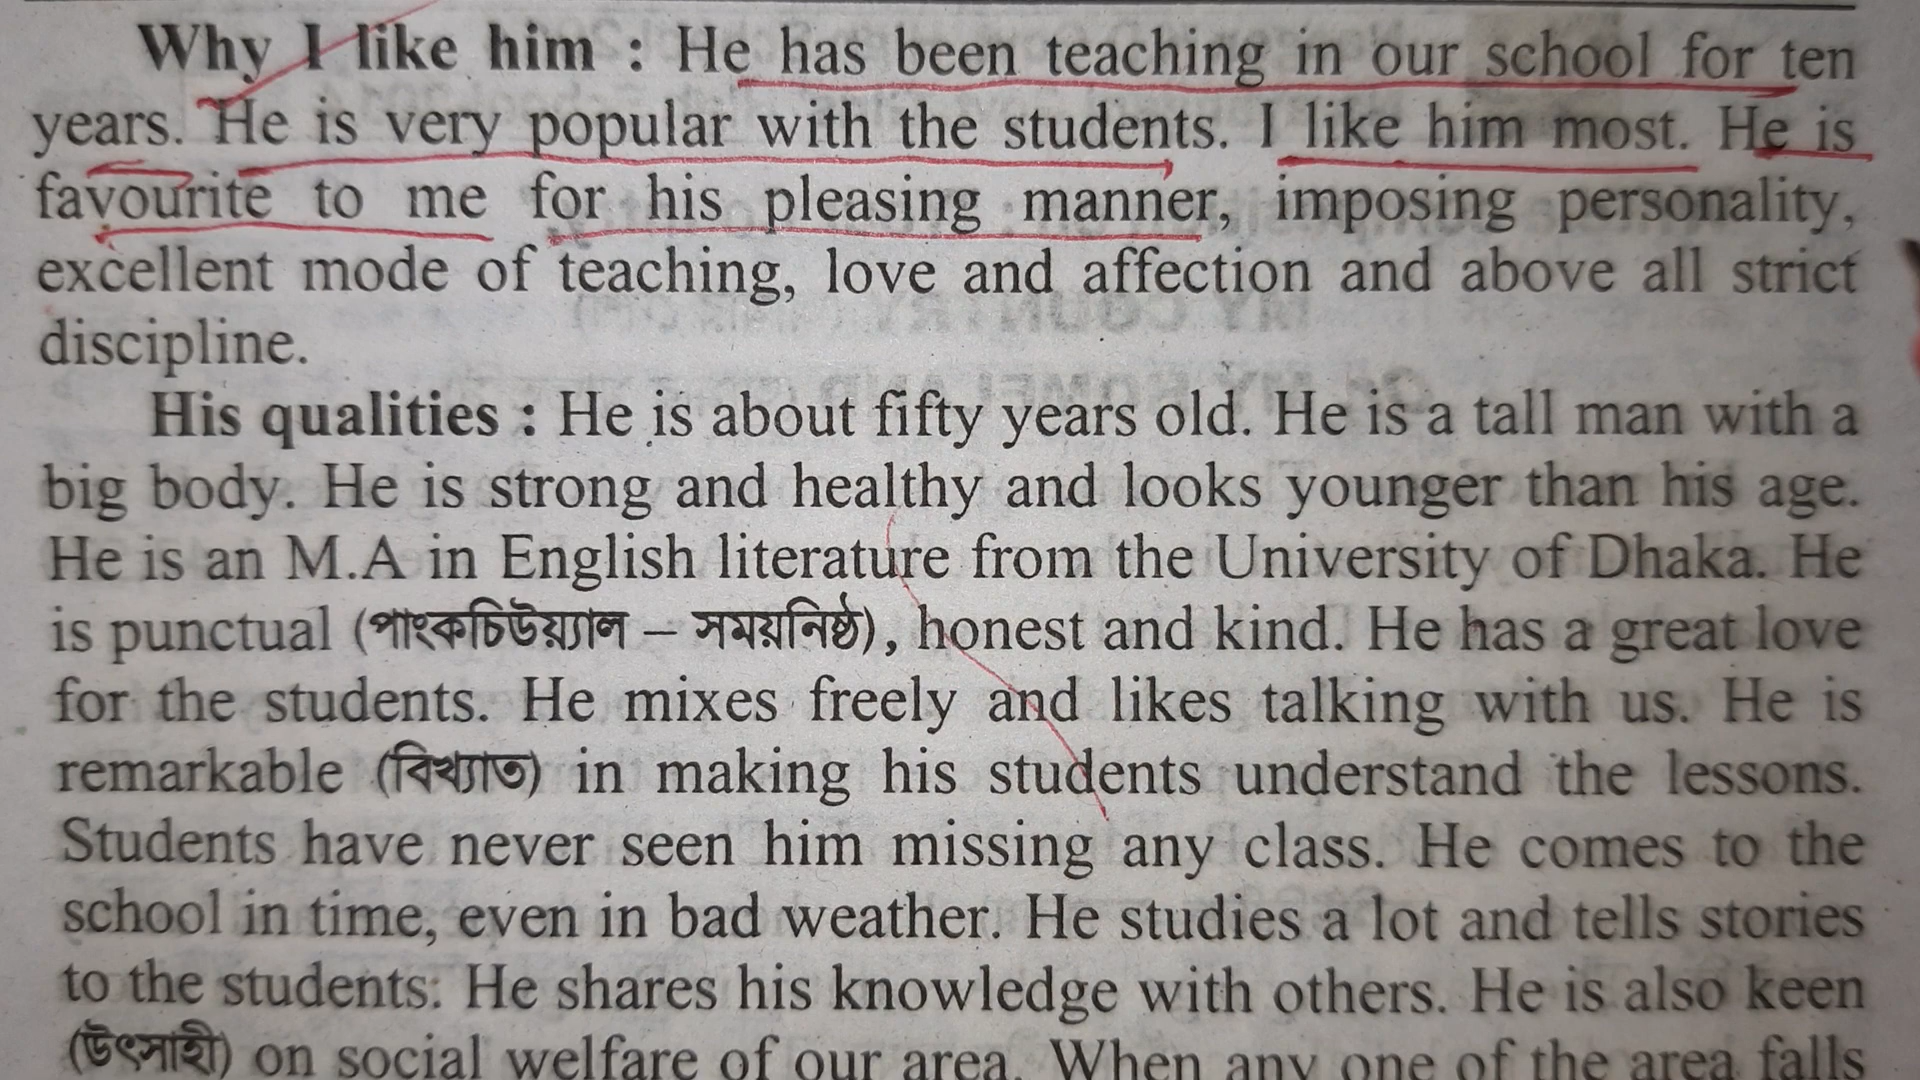 Why I like him : He has been teaching in our school for ten
years. He is very popular with the students. I like him most. He is
favourite to me for his pleasing manner, imposing personality,
excellent mode of teaching, love and affection and above all strict
discipline.
His qualities : He is about fifty years old. He is a tall man with a
big body. He is strong and healthy and looks younger than his age.
He is an M.A in English literature from the University of Dhaka. He
is punctual (পাংকচিউয়্যাল – সময়নিষ্ঠ), honest and kind. He has a great love
for the students. He mixes freely and likes talking with us. He is
remarkable (বিখ্যাত) in making his students understand the lessons.
Students have never seen him missing any class. He comes to the
school in time, even in bad weather. He studies a lot and tells stories
to the students: He shares his knowledge with others. He is also keen
(উৎসাহী) on social welfare of our area. When any one of the area falls